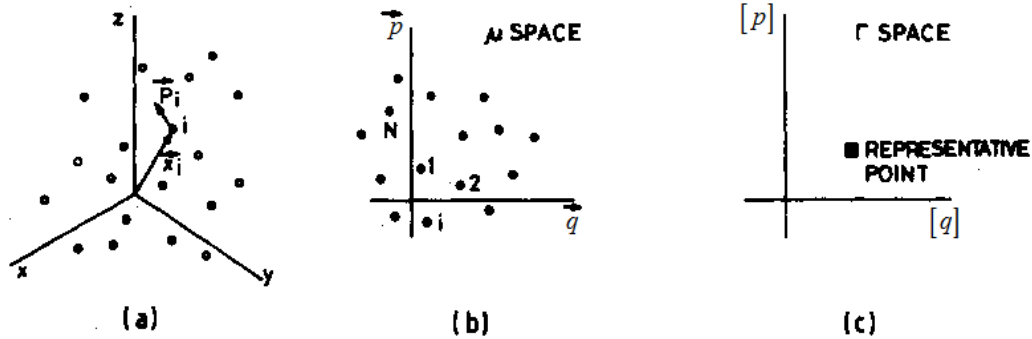 z
P⃗i
i
x⃗i
x
y
(a)
p⃗
μ SPACE
N
1
2
i
q⃗
(b)
[p]
Γ SPACE
REPRESENTATIVE
POINT
[q]
(c)